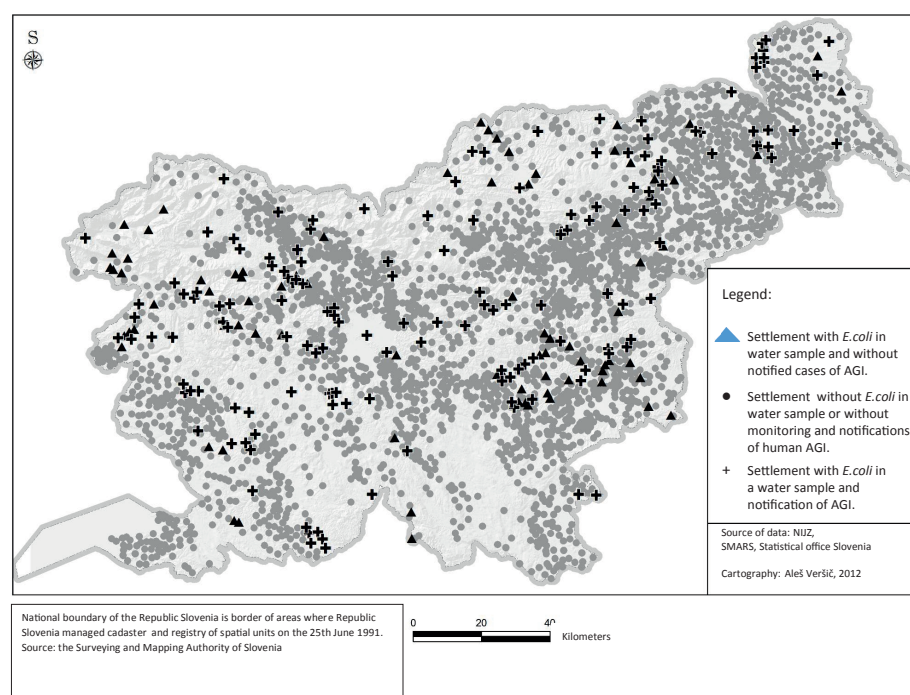 S
Legend:
Settlement with E.coli in
water sample and without
notified cases of AGI.
Settlement without E.coli in
water sample or without
monitoring and notifications
of human AGI.
Settlement with E.coli in
a water sample and
notification of AGI.
Source of data: NIJZ,
SMARS, Statistical office Slovenia
Cartography: Aleš Veršič, 2012
National boundary of the Republic Slovenia is border of areas where Republic
Slovenia managed cadaster and registry of spatial units on the 25th June 1991.
Source: the Surveying and Mapping Authority of Slovenia
0 20 40
Kilometers